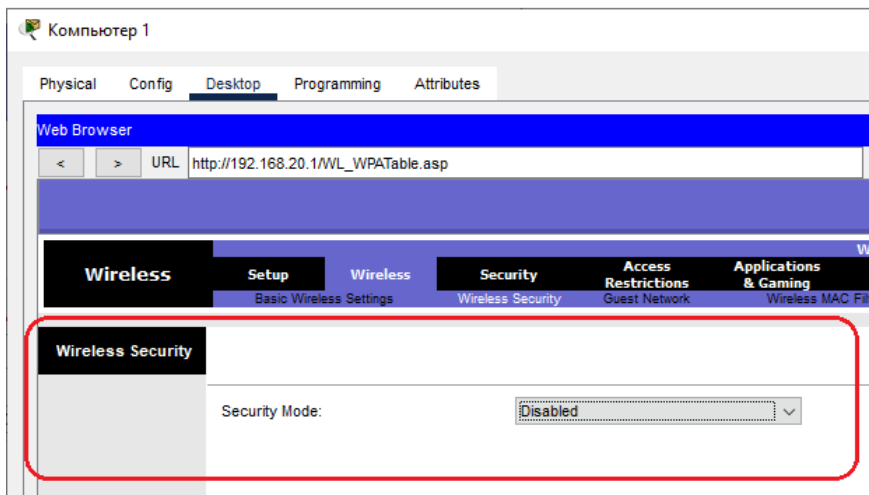 Компьютер 1
Physical Config Desktop Programming Attributes
Web Browser
< > URL http://192.168.20.1/WL_WPATable.asp
W
Wireless Setup Wireless Security Access Restrictions Applications & Gaming
Basic Wireless Settings Wireless Security Guest Network Wireless MAC Fil
Wireless Security
Security Mode: Disabled